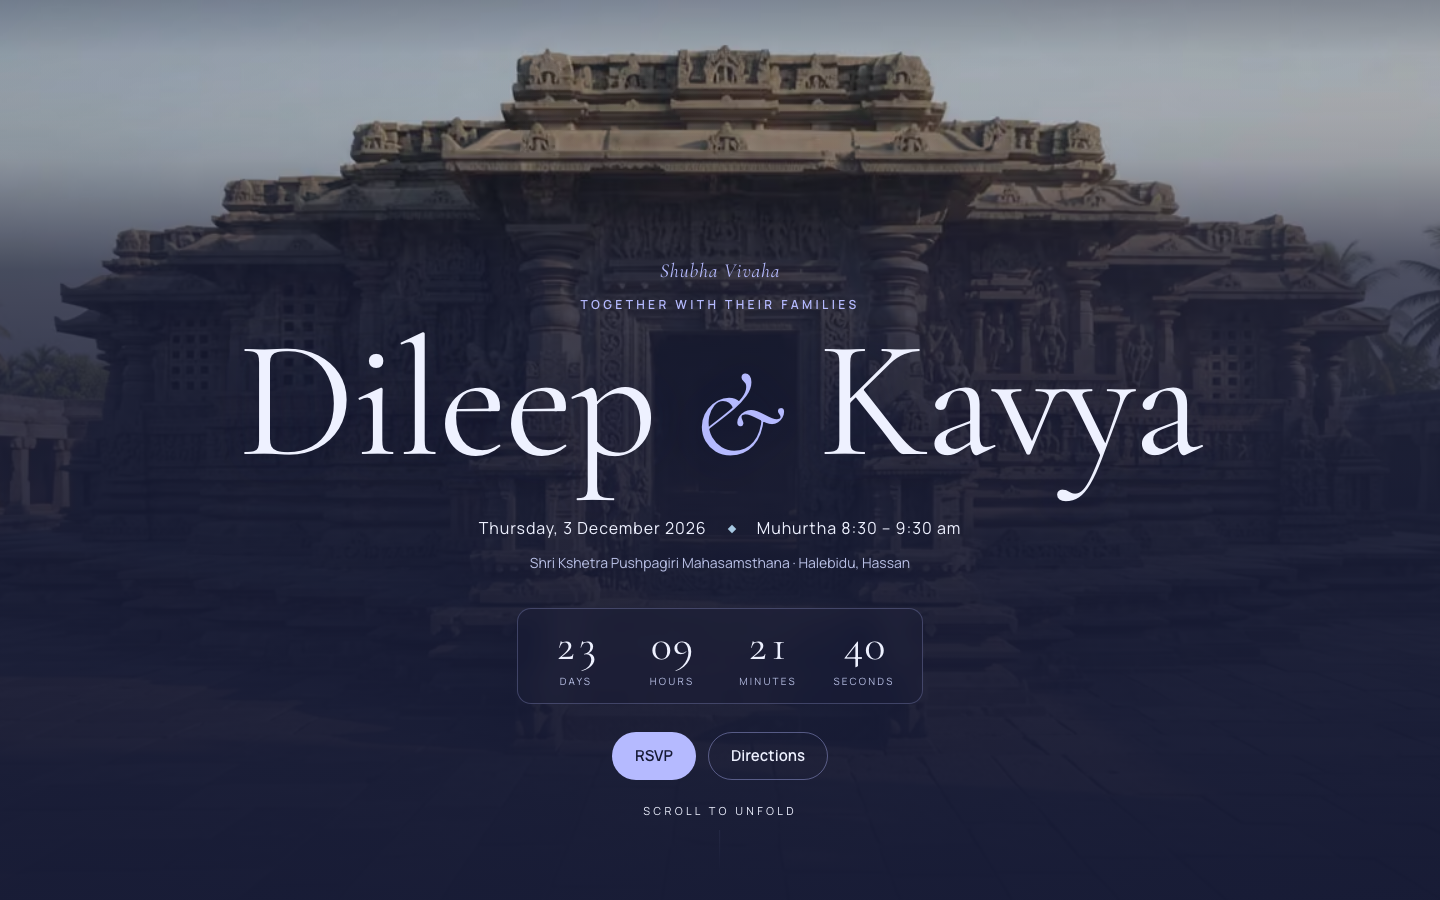 Shubha Vivaha
TOGETHER WITH THEIR FAMILIES
Dileep & Kavya
Thursday, 3 December 2026 ◆ Muhurtha 8:30 – 9:30 am
Shri Kshetra Pushpagiri Mahasamsthana · Halebidu, Hassan
23 09 21 40
DAYS HOURS MINUTES SECONDS
RSVP Directions
SCROLL TO UNFOLD